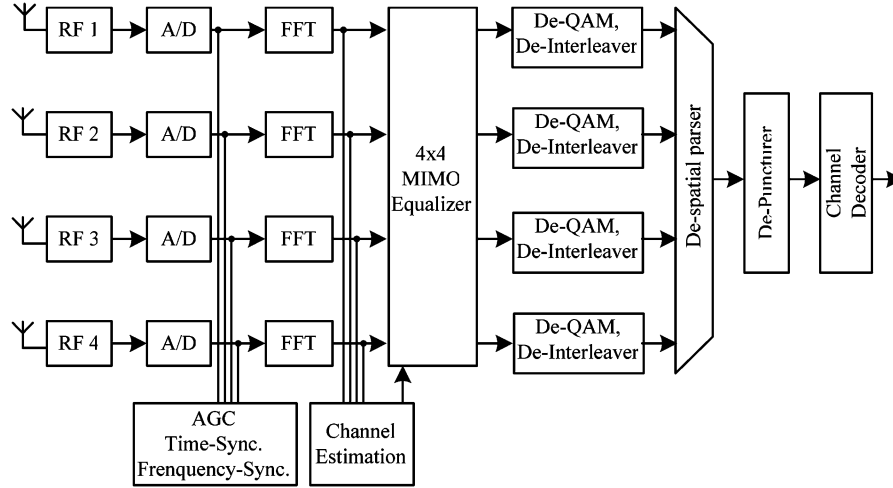 RF 1
A/D
FFT
De-QAM,
De-Interleaver
RF 2
A/D
FFT
4x4
MIMO
Equalizer
De-QAM,
De-Interleaver
De-spatial parser
De-Puncturer
Channel
Decoder
RF 3
A/D
FFT
De-QAM,
De-Interleaver
RF 4
A/D
FFT
De-QAM,
De-Interleaver
AGC
Time-Sync.
Frenquency-Sync.
Channel
Estimation